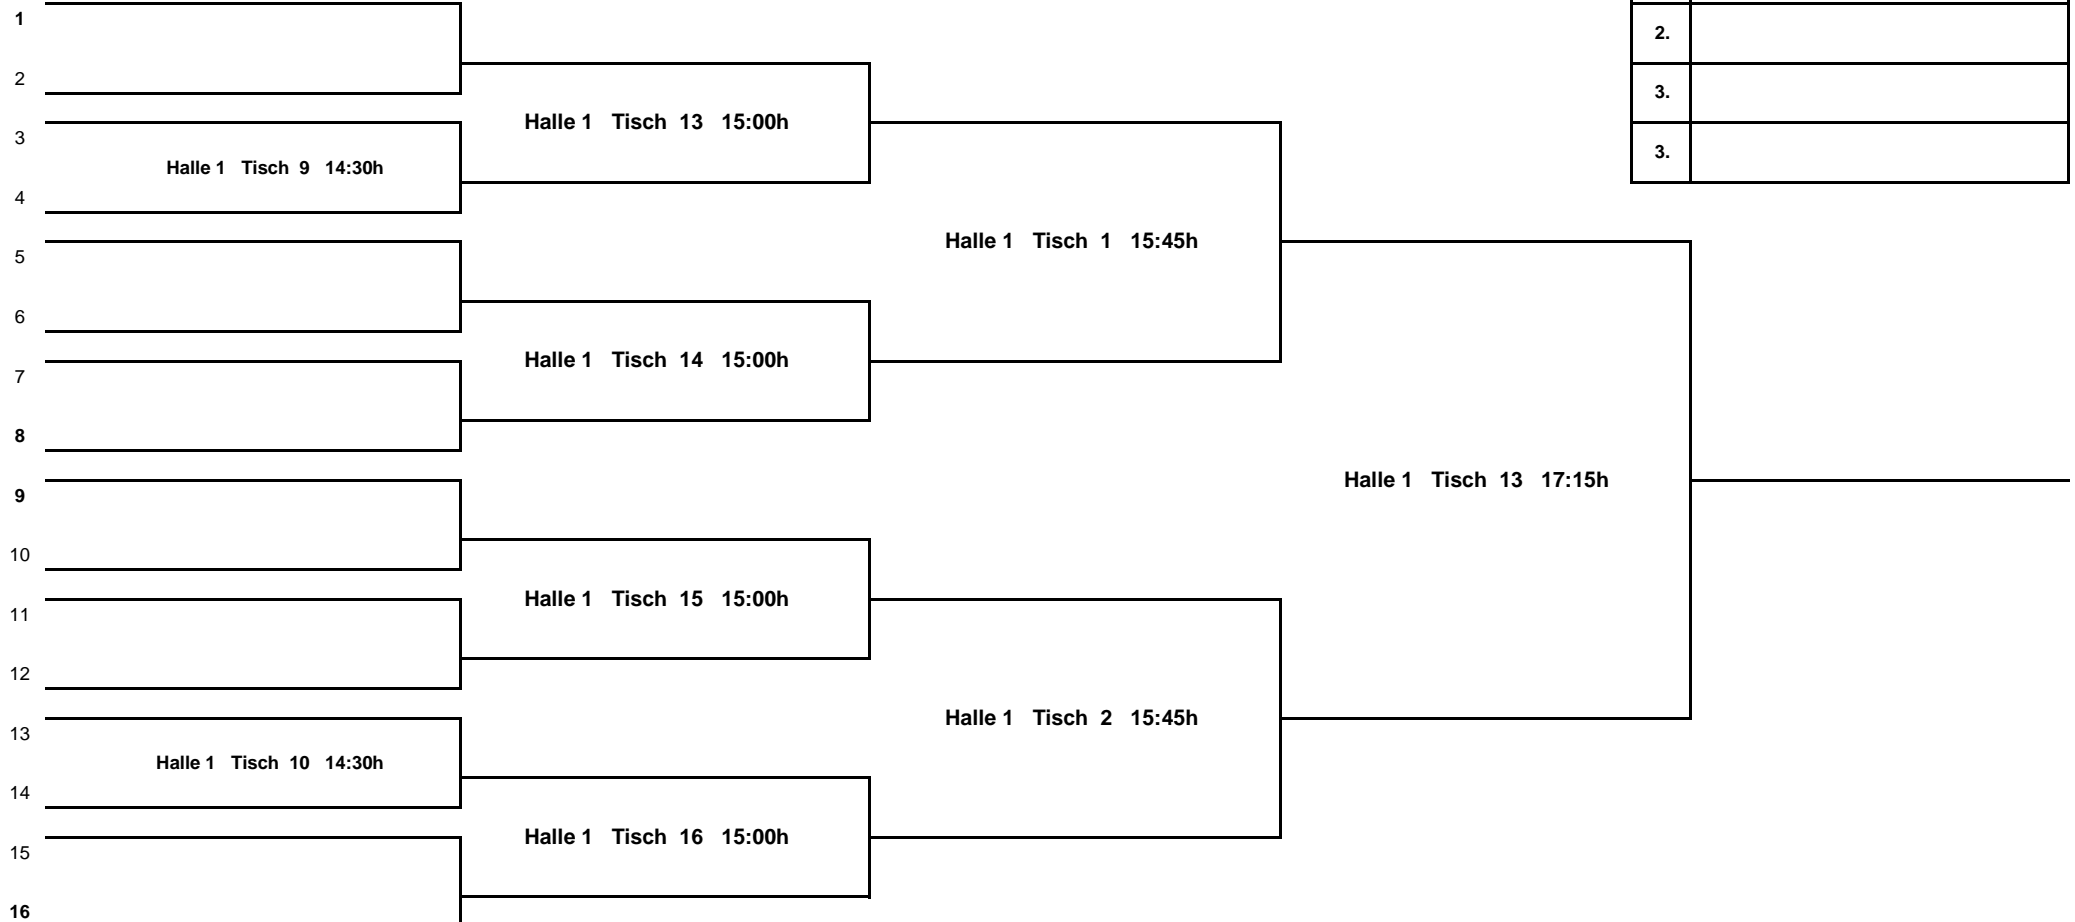 1
2.
2
3.
3
Halle 1 Tisch 13 15:00h
3.
Halle 1 Tisch 9 14:30h
4
5
Halle 1 Tisch 1 15:45h
6
Halle 1 Tisch 14 15:00h
7
8
9
Halle 1 Tisch 13 17:15h
10
11
Halle 1 Tisch 15 15:00h
12
13
Halle 1 Tisch 2 15:45h
Halle 1 Tisch 10 14:30h
14
15
Halle 1 Tisch 16 15:00h
16